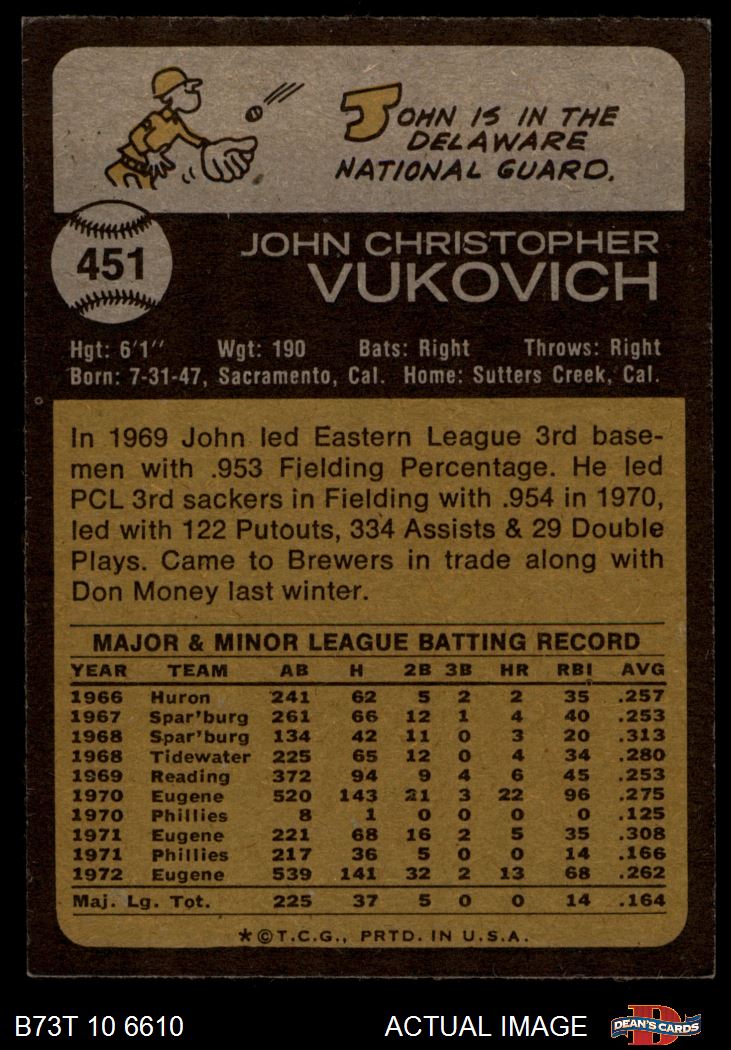 JOHN IS IN THE
DELAWARE
NATIONAL GUARD.
451
JOHN CHRISTOPHER
VUKOVICH
Hgt: 6'1'' Wgt: 190 Bats: Right Throws: Right
Born: 7-31-47, Sacramento, Cal. Home: Sutters Creek, Cal.
In 1969 John led Eastern League 3rd base-
men with .953 Fielding Percentage. He led
PCL 3rd sackers in Fielding with .954 in 1970,
led with 122 Putouts, 334 Assists & 29 Double
Plays. Came to Brewers in trade along with
Don Money last winter.
MAJOR & MINOR LEAGUE BATTING RECORD
YEAR TEAM AB H 2B 3B HR RBI AVG
1966 Huron 241 62 5 2 2 35 .257
1967 Spar'burg 261 66 12 1 4 40 .253
1968 Spar'burg 134 42 11 0 3 20 .313
1968 Tidewater 225 65 12 0 4 34 .280
1969 Reading 372 94 9 4 6 45 .253
1970 Eugene 520 143 21 3 22 96 .275
1970 Phillies 8 1 0 0 0 0 .125
1971 Eugene 221 68 16 2 5 35 .308
1971 Phillies 217 36 5 0 0 14 .166
1972 Eugene 539 141 32 2 13 68 .262
Maj. Lg. Tot. 225 37 5 0 0 14 .164
*©T.C.G., PRTD. IN U.S.A.
B73T 10 6610 ACTUAL IMAGE D DEAN'S CARDS